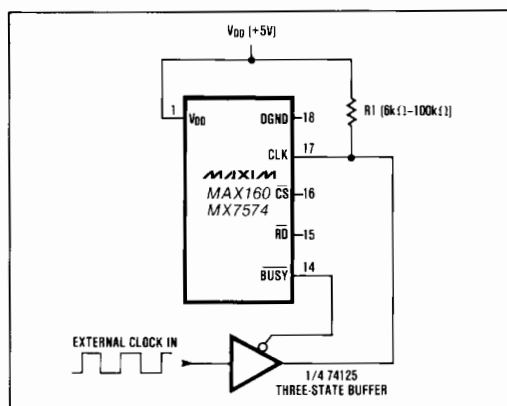 VDD (+5V)
1
VDD
DGND
18
R1 (6kΩ-100kΩ)
CLK
17
MAXIM
MAX160
MX7574
CS
16
RD
15
BUSY
14
EXTERNAL CLOCK IN
1/4 74125
THREE-STATE BUFFER